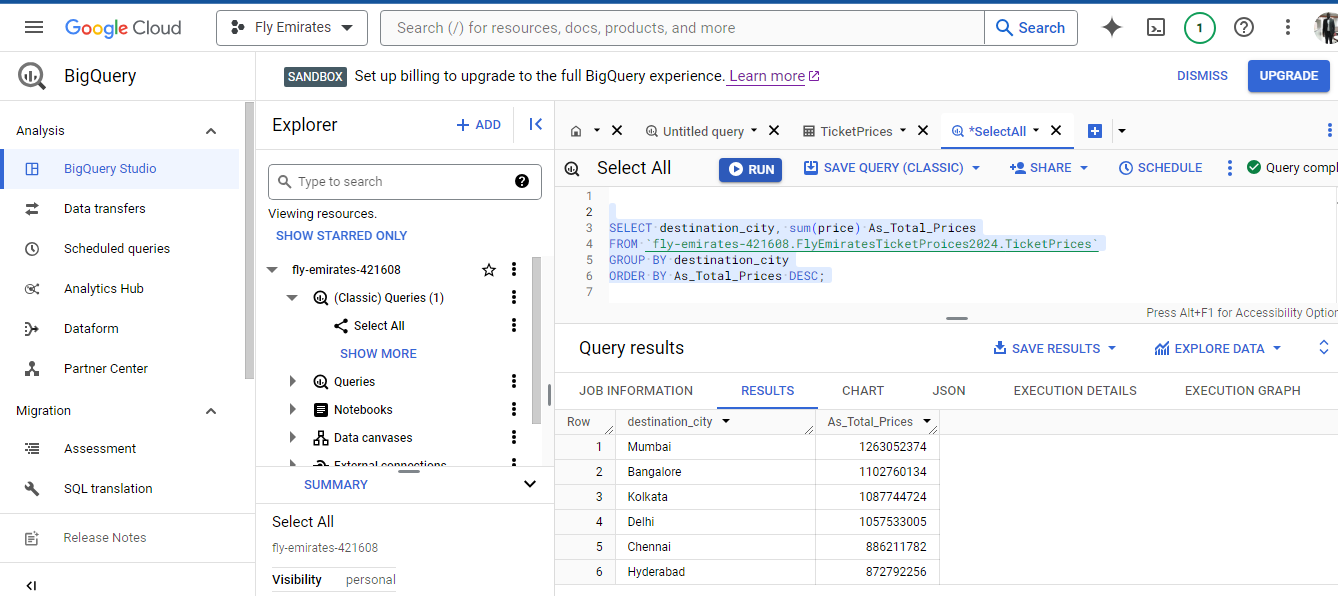 Google Cloud
Fly Emirates
Search (/) for resources, docs, products, and more
Search
1
BigQuery
SANDBOX Set up billing to upgrade to the full BigQuery experience. Learn more
DISMISS
UPGRADE
Analysis
BigQuery Studio
Data transfers
Scheduled queries
Analytics Hub
Dataform
Partner Center
Migration
Assessment
SQL translation
Release Notes
Explorer
+ ADD
Type to search
Viewing resources.
SHOW STARRED ONLY
fly-emirates-421608
(Classic) Queries (1)
Select All
SHOW MORE
Queries
Notebooks
Data canvases
External connections
SUMMARY
Select All
fly-emirates-421608
Visibility personal
Untitled query
TicketPrices
*SelectAll
Select All
RUN
SAVE QUERY (CLASSIC)
SHARE
SCHEDULE
Query compl
1
2
3 SELECT destination_city, sum(price) As_Total_Prices
4 FROM `fly-emirates-421608.FlyEmiratesTicketProices2024.TicketPrices`
5 GROUP BY destination_city
6 ORDER BY As_Total_Prices DESC;
7
Press Alt+F1 for Accessibility Option
Query results
SAVE RESULTS
EXPLORE DATA
JOB INFORMATION RESULTS CHART JSON EXECUTION DETAILS EXECUTION GRAPH
Row destination_city As_Total_Prices
1 Mumbai 1263052374
2 Bangalore 1102760134
3 Kolkata 1087744724
4 Delhi 1057533005
5 Chennai 886211782
6 Hyderabad 872792256